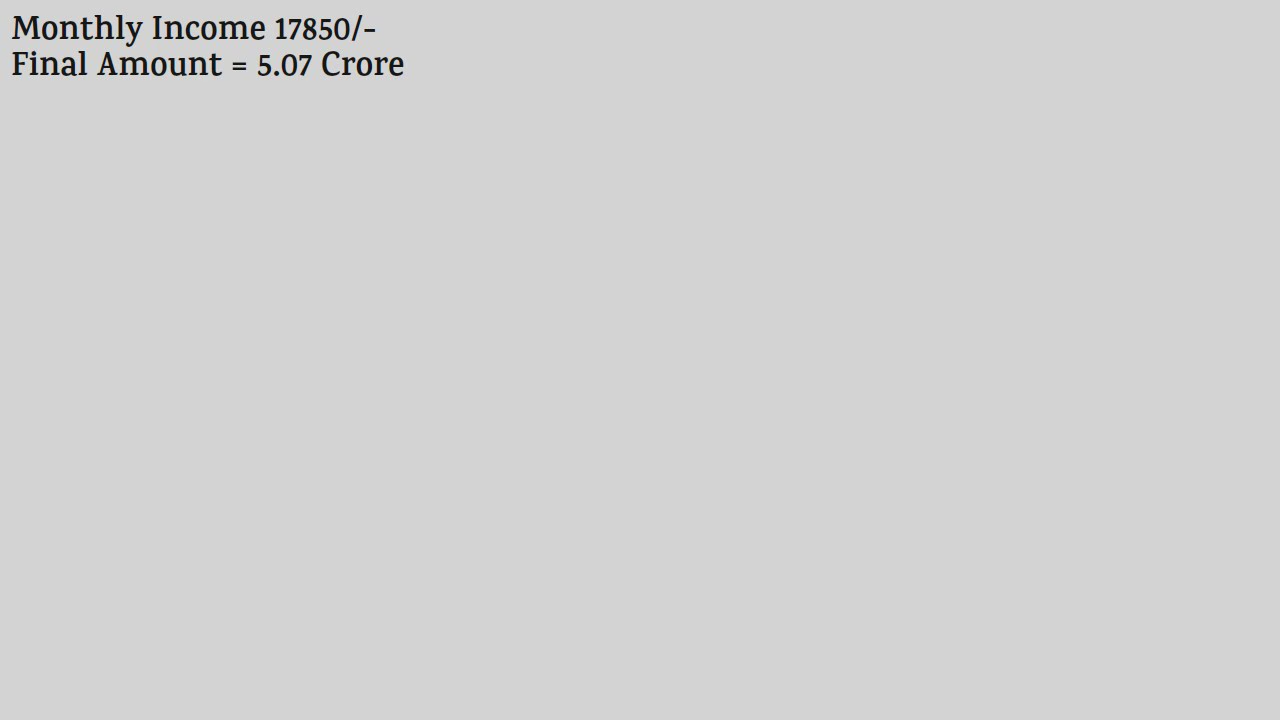 Monthly Income 17850/-
Final Amount = 5.07 Crore